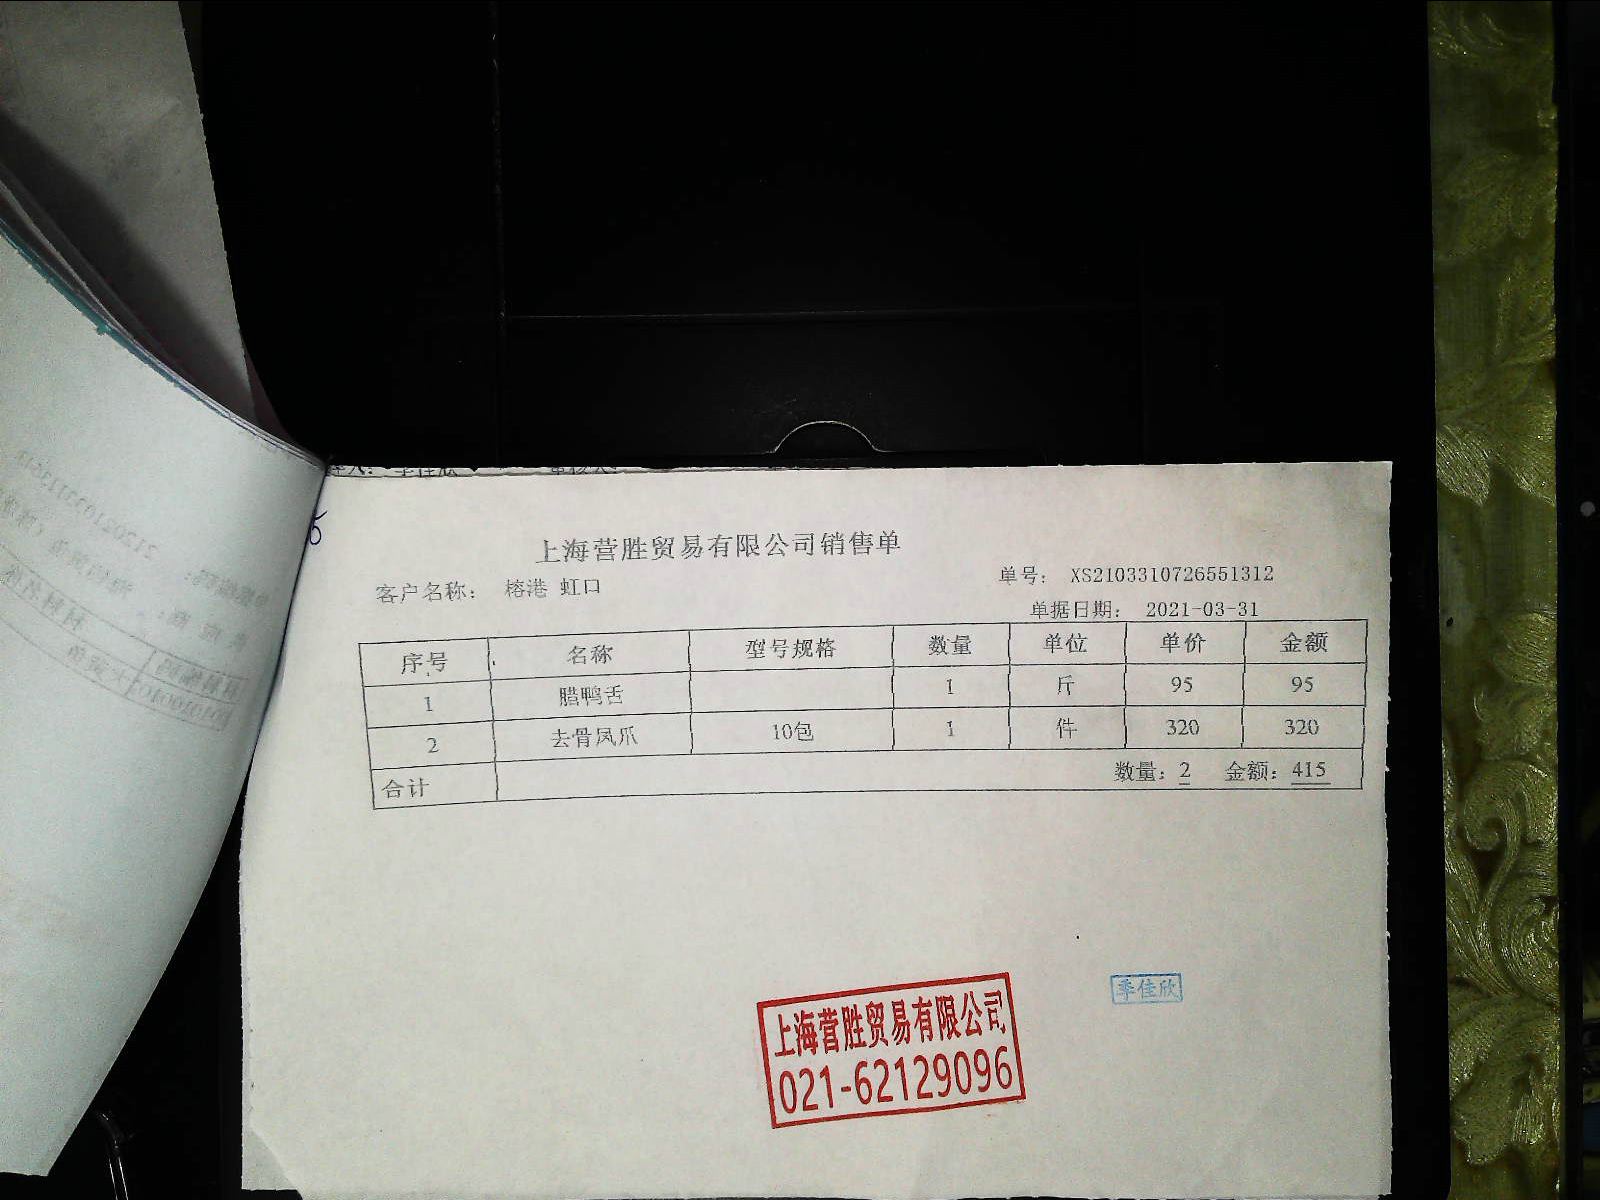 上海营胜贸易有限公司销售单
客户名称： 榕港 虹口 单号： XS2103310726551312
单据日期： 2021-03-31
序号 名称 型号规格 数量 单位 单价 金额
1 腊鸭舌 1 斤 95 95
2 去骨凤爪 10包 1 件 320 320
合计 数量：2 金额：415
季佳欣
上海营胜贸易有限公司
021-62129096